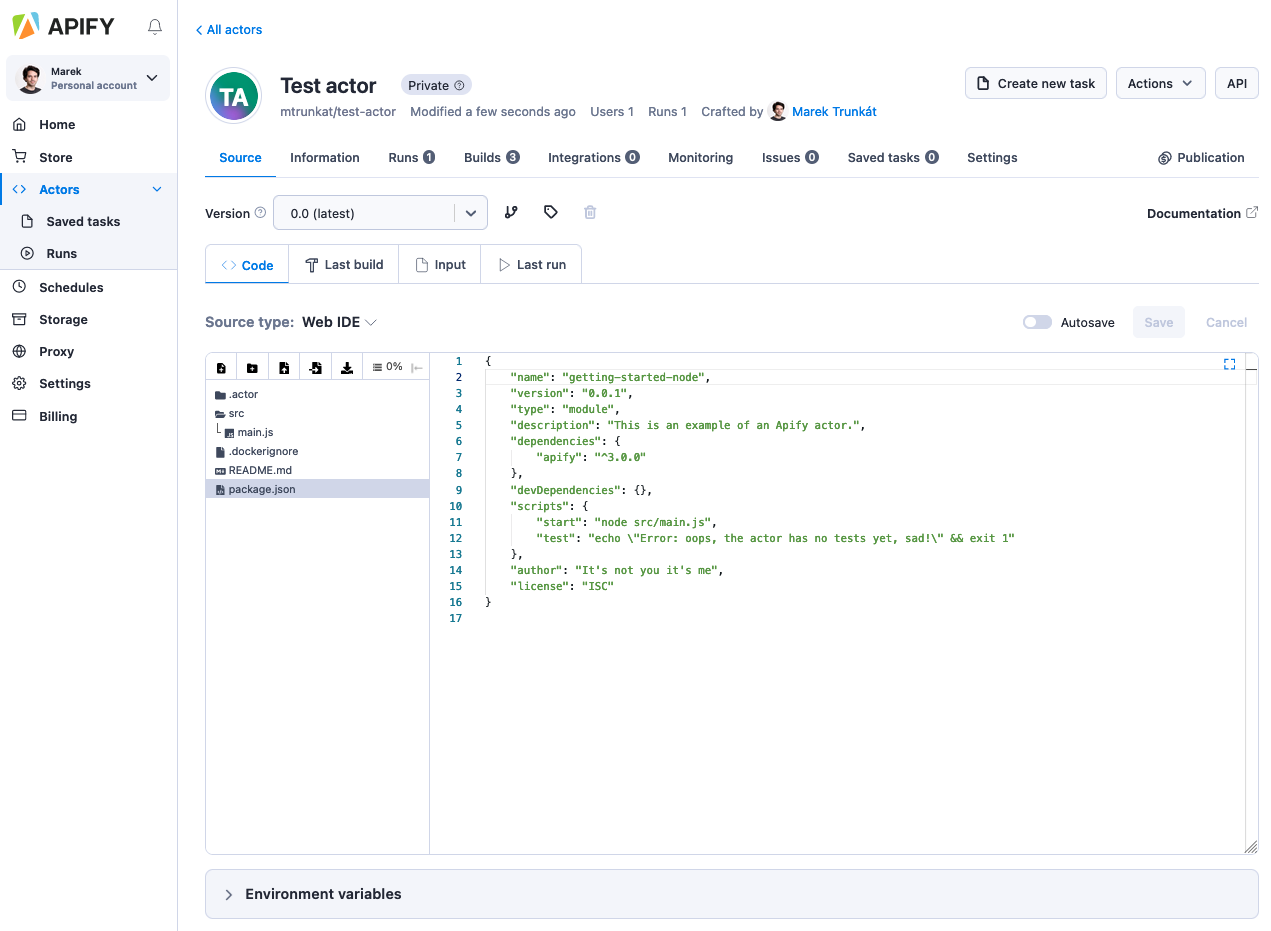 APIFY
Marek
Personal account
Home
Store
Actors
Saved tasks
Runs
Schedules
Storage
Proxy
Settings
Billing
All actors
TA
Test actor Private
Create new task Actions API
mtrunkat/test-actor Modified a few seconds ago Users 1 Runs 1 Crafted by Marek Trunkát
Source Information Runs 1 Builds 3 Integrations 0 Monitoring Issues 0 Saved tasks 0 Settings Publication
Version 0.0 (latest) Documentation
Code Last build Input Last run
Source type: Web IDE Autosave Save Cancel
0%
.actor
src
main.js
.dockerignore
README.md
package.json
1 {
2 "name": "getting-started-node",
3 "version": "0.0.1",
4 "type": "module",
5 "description": "This is an example of an Apify actor.",
6 "dependencies": {
7 "apify": "^3.0.0"
8 },
9 "devDependencies": {},
10 "scripts": {
11 "start": "node src/main.js",
12 "test": "echo \"Error: oops, the actor has no tests yet, sad!\" && exit 1"
13 },
14 "author": "It's not you it's me",
15 "license": "ISC"
16 }
17
Environment variables